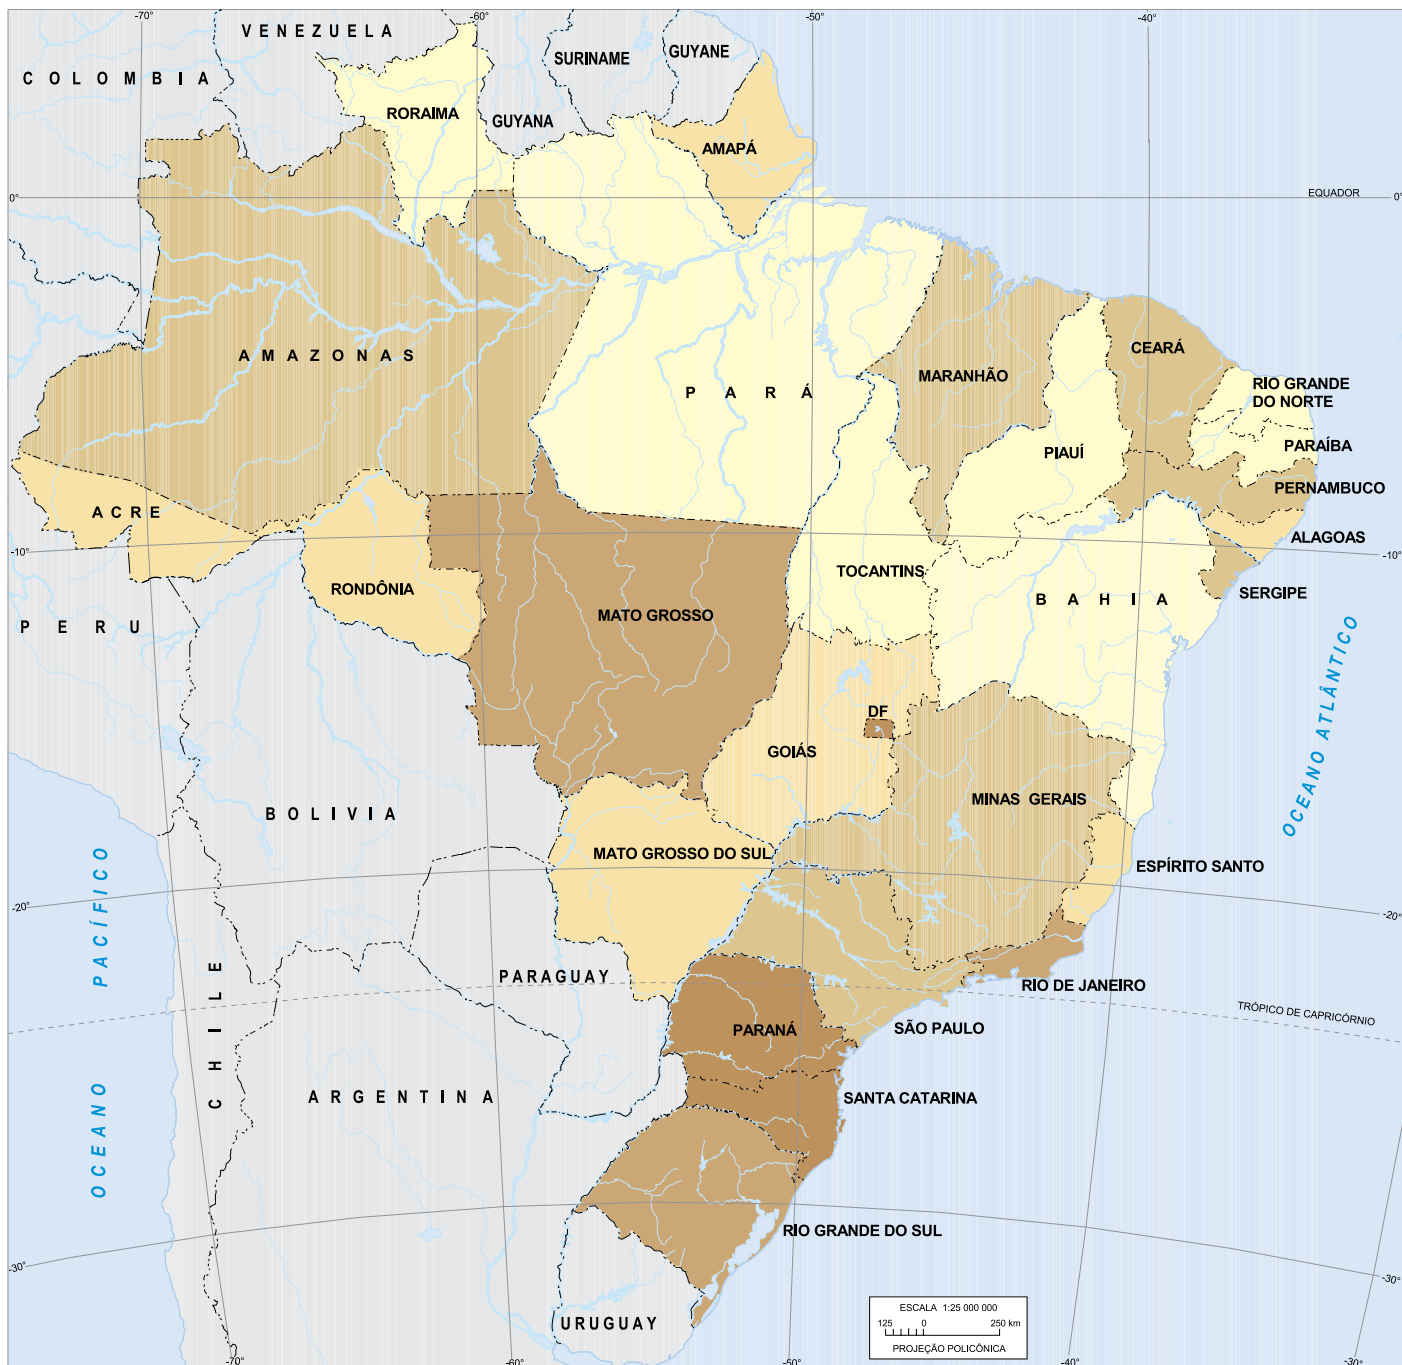 -70°
-60°
-50°
-40°
VENEZUELA
COLOMBIA
SURINAME
GUYANE
GUYANA
RORAIMA
AMAPÁ
0°
EQUADOR
0°
AMAZONAS
PARÁ
MARANHÃO
CEARÁ
RIO GRANDE
DO NORTE
PARAÍBA
PIAUÍ
PERNAMBUCO
ACRE
ALAGOAS
-10°
-10°
RONDÔNIA
TOCANTINS
SERGIPE
MATO GROSSO
BAHIA
PERU
OCEANO ATLÂNTICO
DF
GOIÁS
MINAS GERAIS
BOLIVIA
MATO GROSSO DO SUL
ESPÍRITO SANTO
-20°
-20°
OCEANO PACÍFICO
CHILE
PARAGUAY
RIO DE JANEIRO
TRÓPICO DE CAPRICÓRNIO
SÃO PAULO
PARANÁ
ARGENTINA
SANTA CATARINA
RIO GRANDE DO SUL
-30°
-30°
URUGUAY
ESCALA 1:25 000 000
125 0 250 km
PROJEÇÃO POLICÔNICA
-70°
-60°
-50°
-40°
-30°